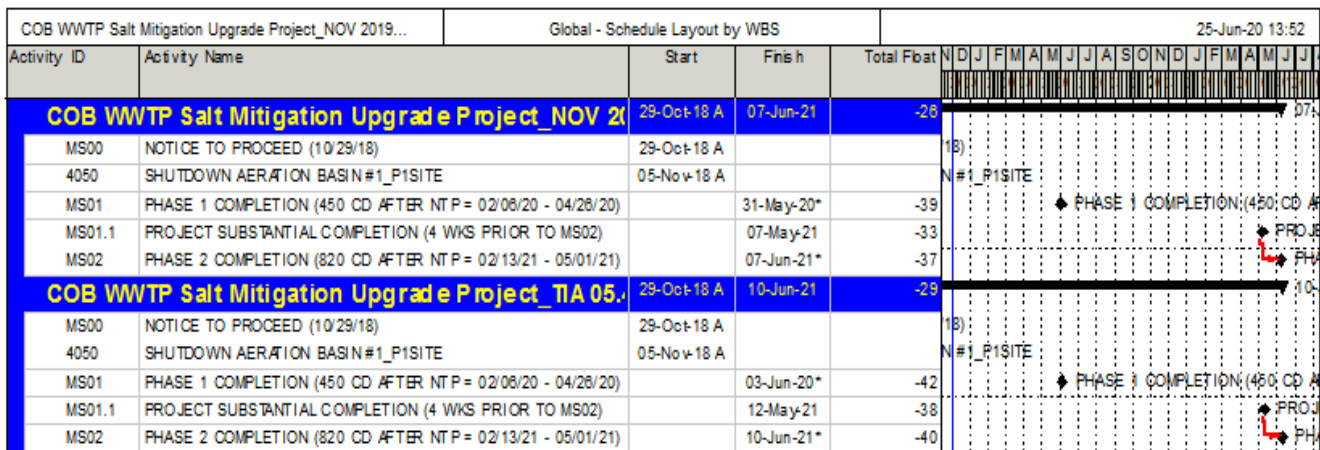 COB WWTP Salt Mitigation Upgrade Project_NOV 2019... Global - Schedule Layout by WBS 25-Jun-20 13:52
Activity ID Activity Name Start Finish Total Float N D J F M A M J J A S O N D J F M A M J J
COB WWTP Salt Mitigation Upgrade Project_NOV 20 29-Oct-18 A 07-Jun-21 -26 07-J
MS00 NOTICE TO PROCEED (10/29/18) 29-Oct-18 A '18)
4050 SHUTDOWN AERATION BASIN #1_P1SITE 05-Nov-18 A N #1_P1SITE
MS01 PHASE 1 COMPLETION (450 CD AFTER NTP = 02/06/20 - 04/26/20) 31-May-20* -39 PHASE 1 COMPLETION (450 CD AF
MS01.1 PROJECT SUBSTANTIAL COMPLETION (4 WKS PRIOR TO MS02) 07-May-21 -33 PROJE
MS02 PHASE 2 COMPLETION (820 CD AFTER NTP = 02/13/21 - 05/01/21) 07-Jun-21* -37 PHA
COB WWTP Salt Mitigation Upgrade Project_TIA 05.4 29-Oct-18 A 10-Jun-21 -29 10-
MS00 NOTICE TO PROCEED (10/29/18) 29-Oct-18 A '18)
4050 SHUTDOWN AERATION BASIN #1_P1SITE 05-Nov-18 A N #1_P1SITE
MS01 PHASE 1 COMPLETION (450 CD AFTER NTP = 02/06/20 - 04/26/20) 03-Jun-20* -42 PHASE 1 COMPLETION (450 CD A
MS01.1 PROJECT SUBSTANTIAL COMPLETION (4 WKS PRIOR TO MS02) 12-May-21 -38 PROJ
MS02 PHASE 2 COMPLETION (820 CD AFTER NTP = 02/13/21 - 05/01/21) 10-Jun-21* -40 PHA